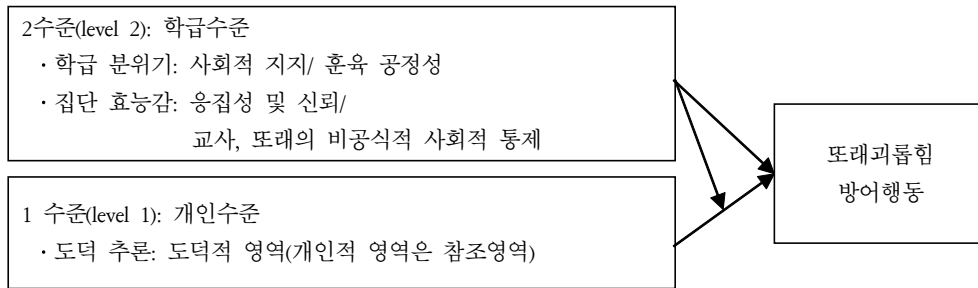 2수준(level 2): 학급수준
· 학급 분위기: 사회적 지지/ 훈육 공정성
· 집단 효능감: 응집성 및 신뢰/
교사, 또래의 비공식적 사회적 통제
1 수준(level 1): 개인수준
· 도덕 추론: 도덕적 영역(개인적 영역은 참조영역)
또래괴롭힘
방어행동